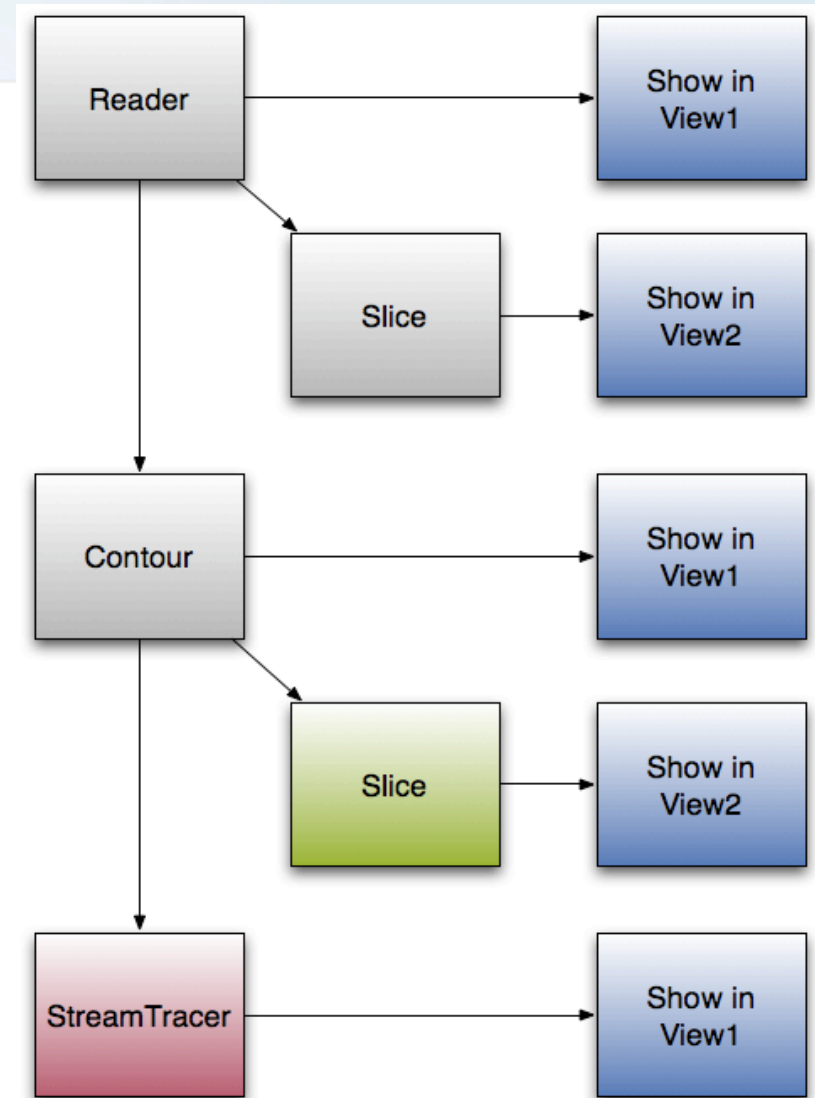 Reader
Show in
View1
Slice
Show in
View2
Contour
Show in
View1
Slice
Show in
View2
StreamTracer
Show in
View1